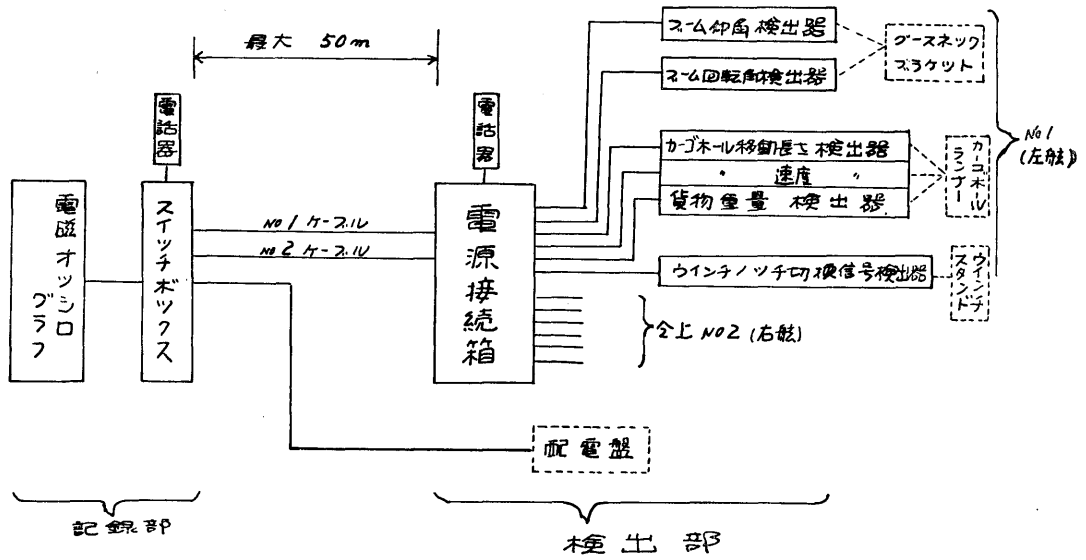 最大 50m
電話器
電話器
電磁オッシログラフ
スイッチボックス
No1 ケーブル
No2 ケーブル
電源接続箱
ブーム仰角検出器
ブーム回転角検出器
グースネック
ブラケット
カーゴホール移動長さ検出器
〃 速度 〃
貨物重量 検出器
カーゴホール
ランナー
ウインチノッチ切換信号検出器
ウインチ
スタンド
No1
(左舷)
仝上 No2 (右舷)
配電盤
記録部
検出部